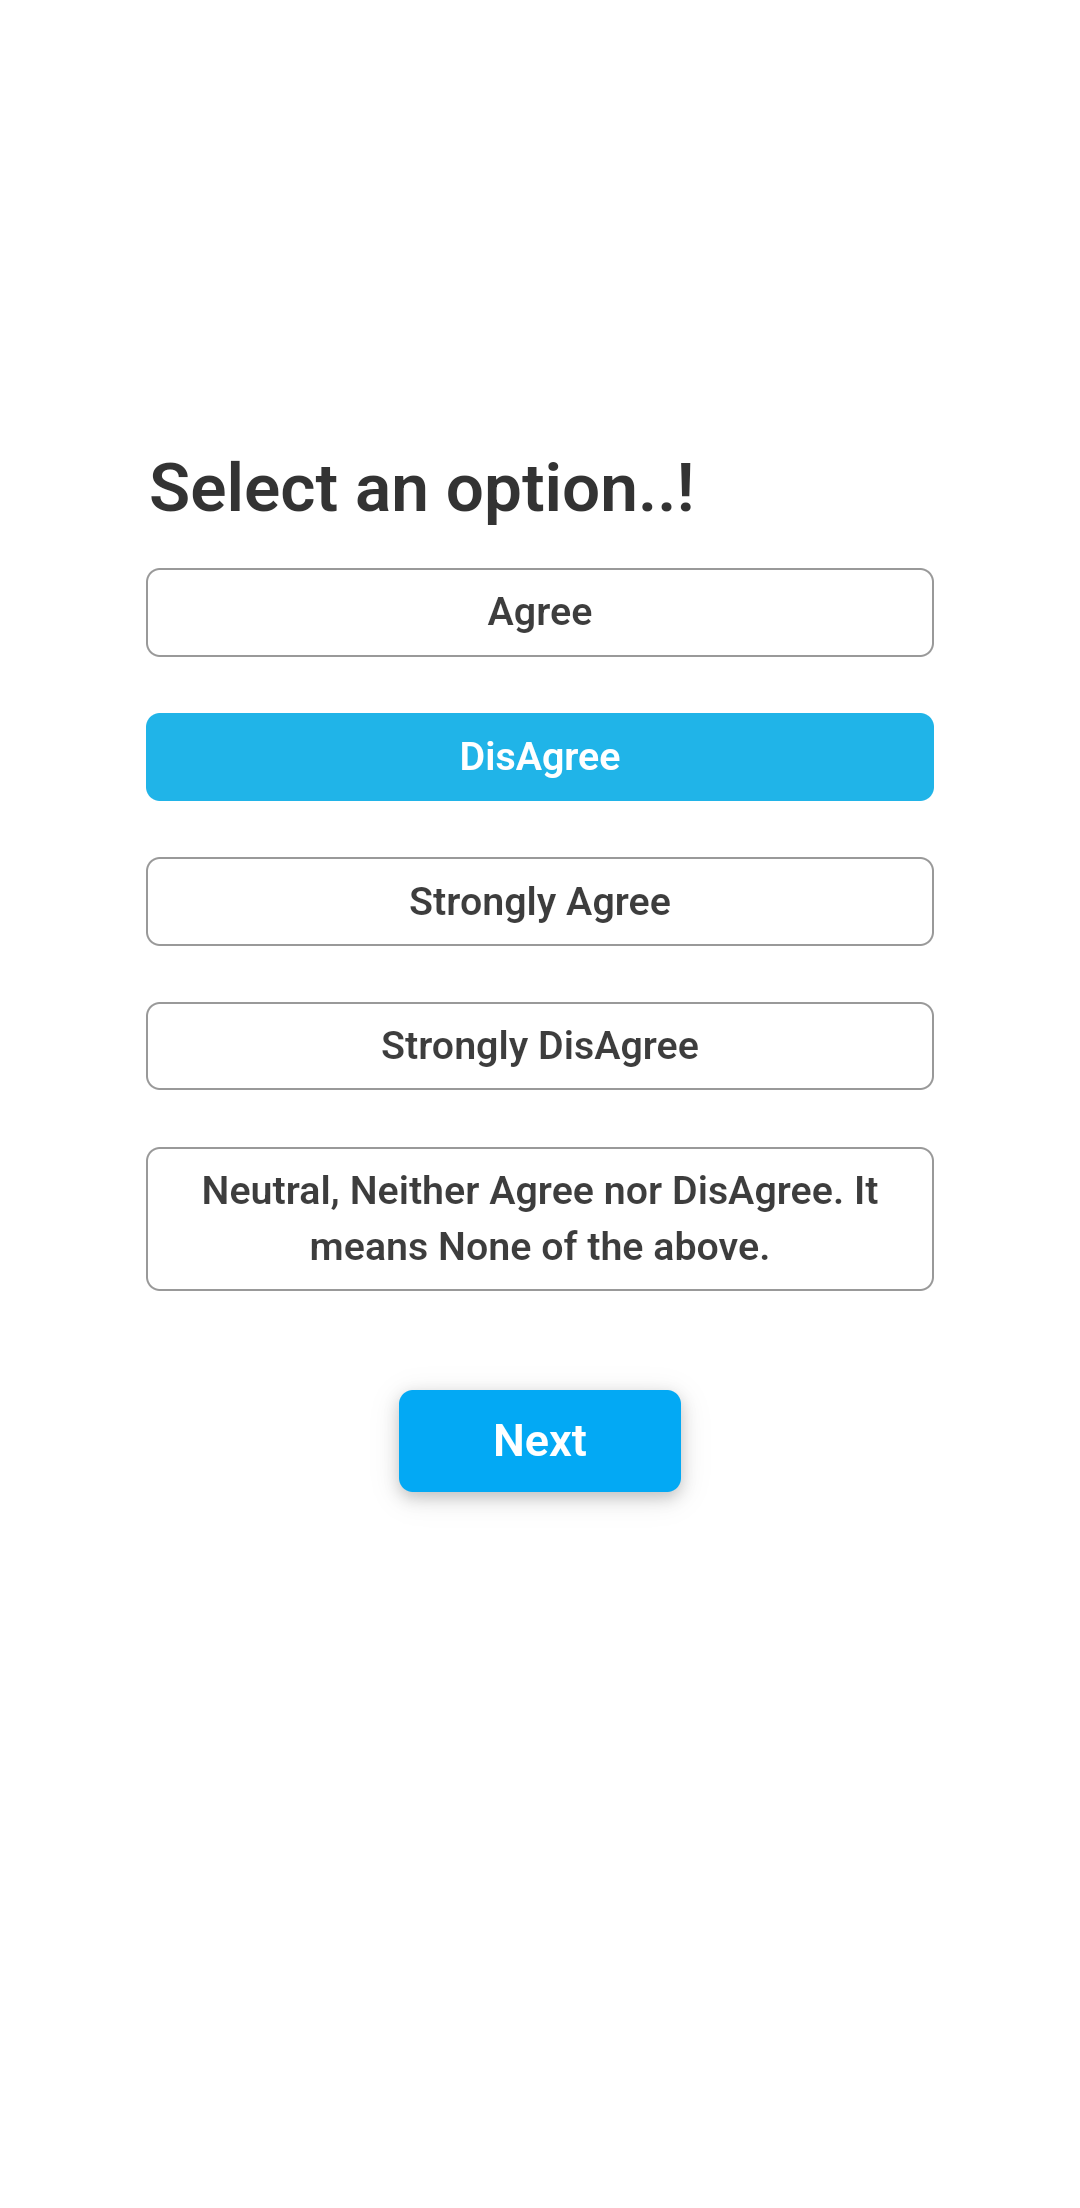 Select an option..!
Agree
DisAgree
Strongly Agree
Strongly DisAgree
Neutral, Neither Agree nor DisAgree. It
means None of the above.
Next